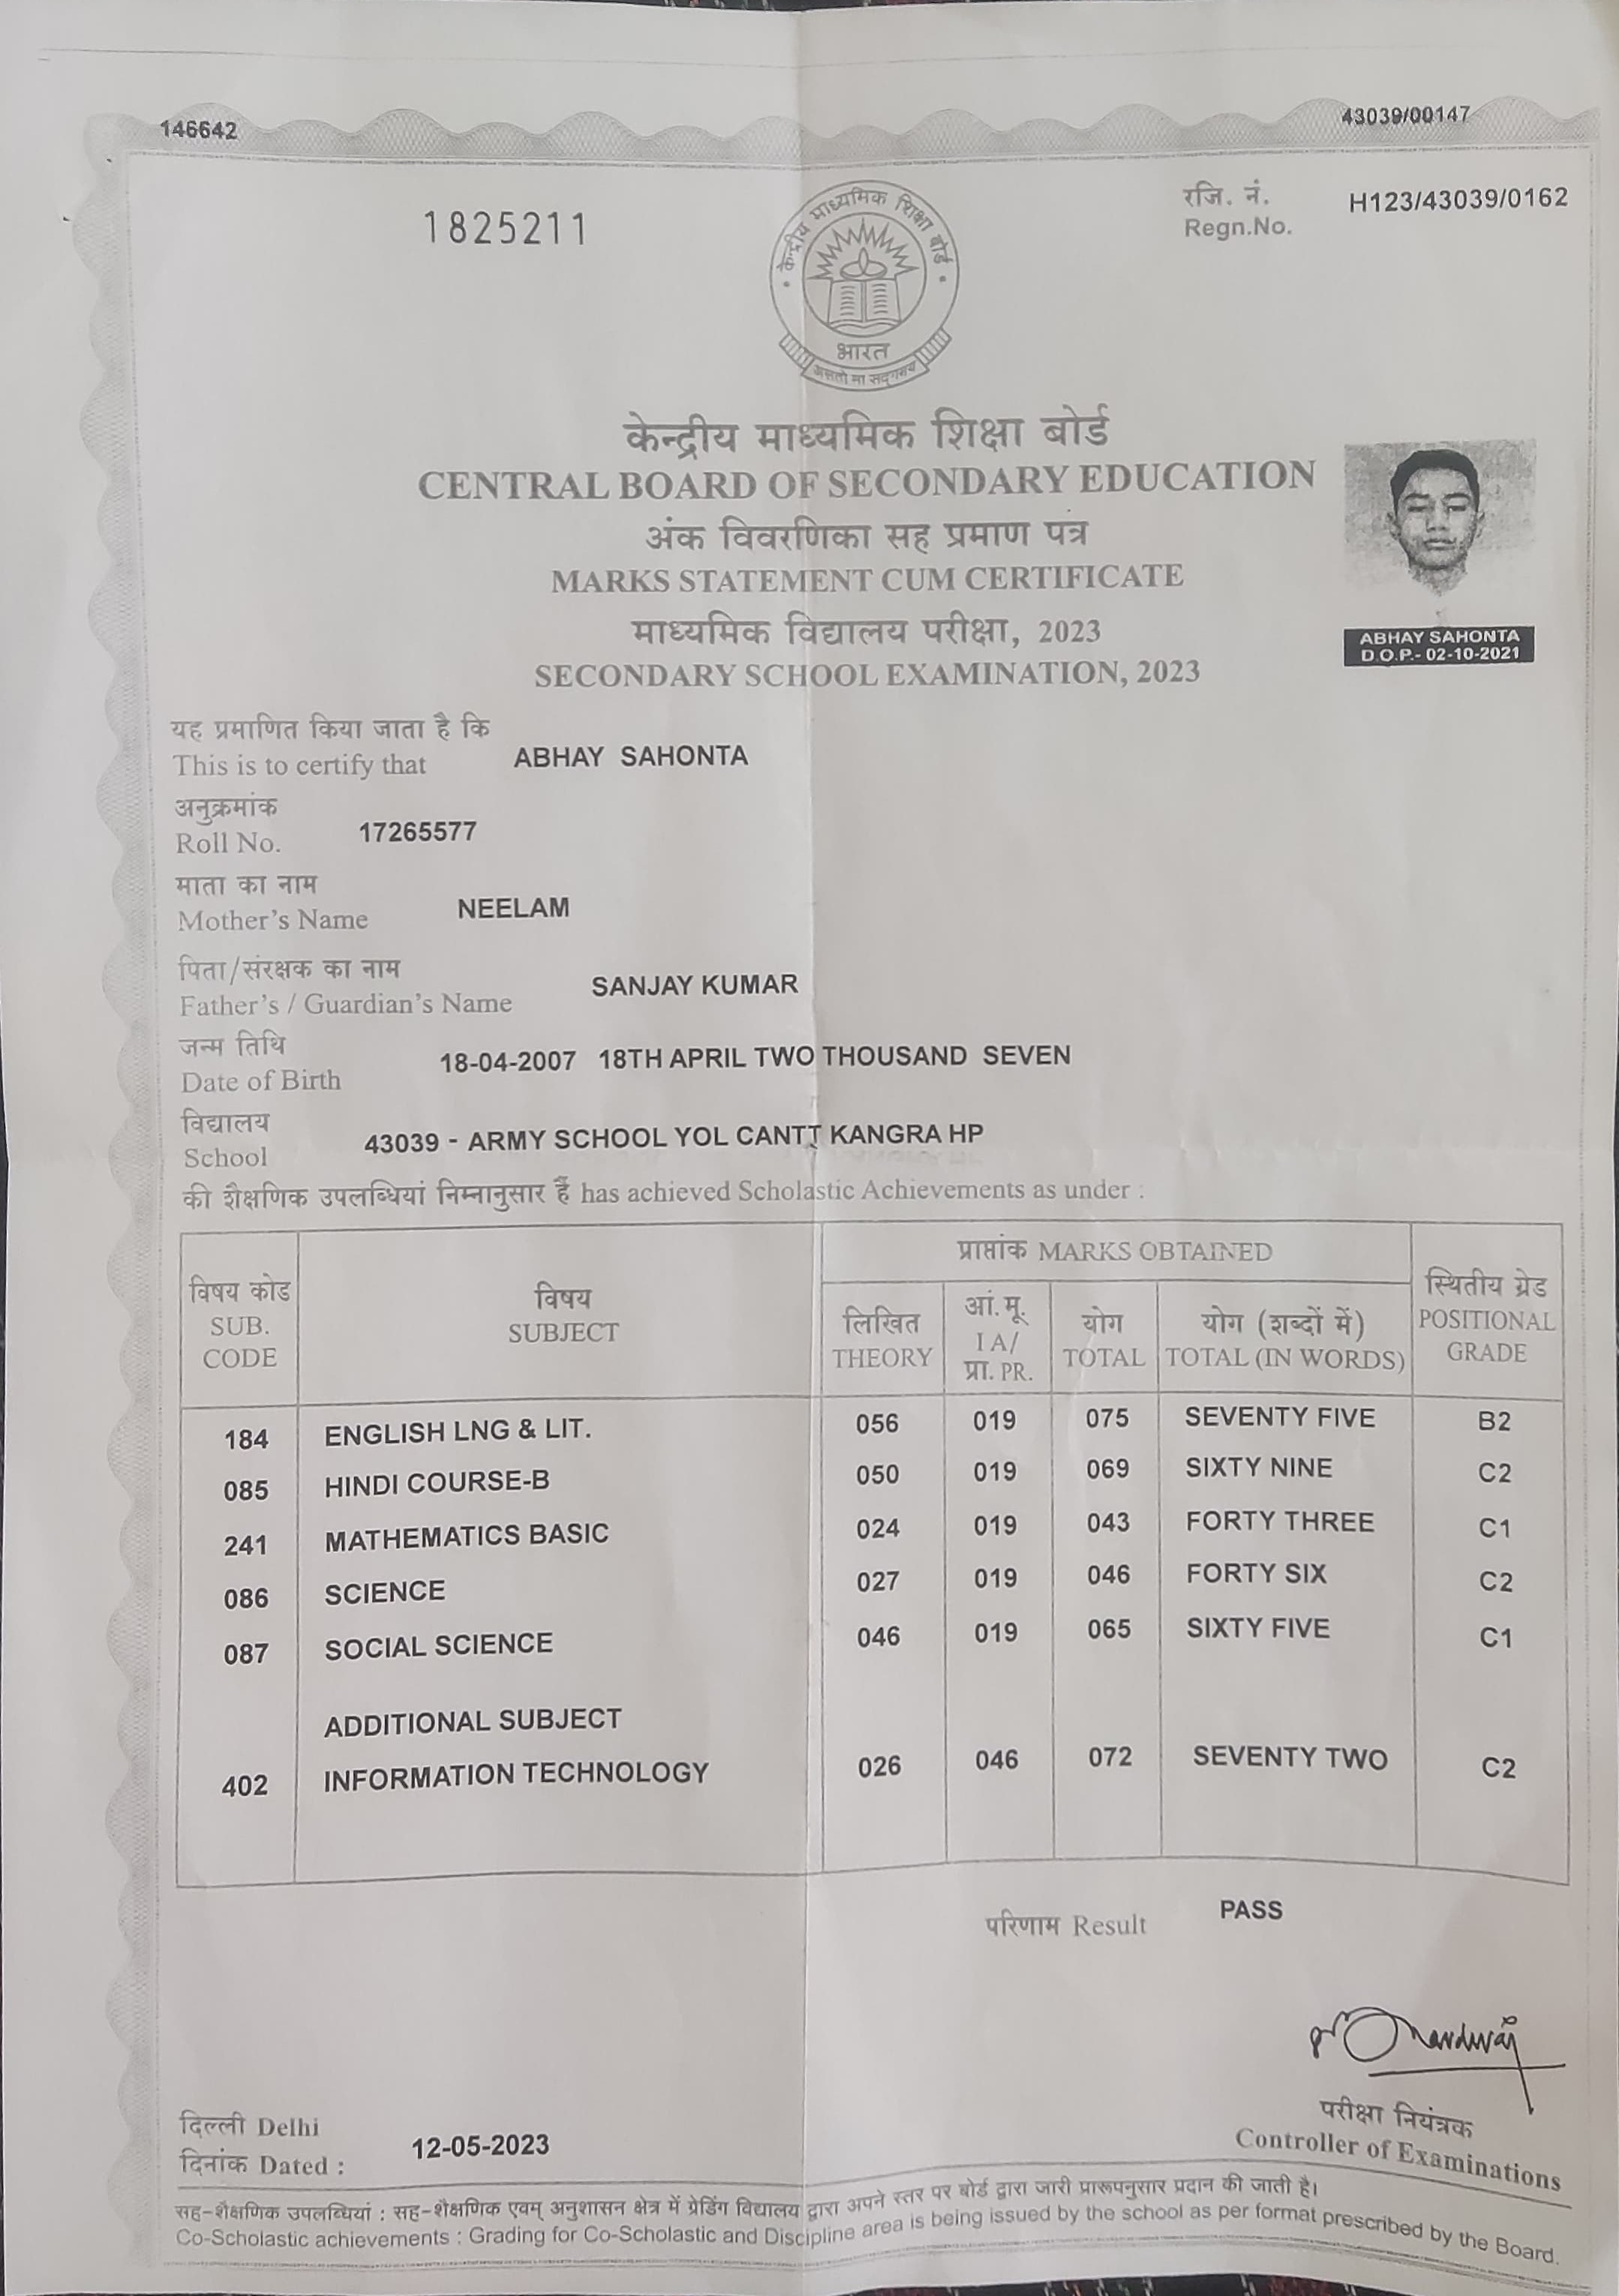 146642
43039/00147
1825211
रजि. नं.
Regn.No.
H123/43039/0162
केन्द्रीय माध्यमिक शिक्षा बोर्ड
भारत
असतो मा सद्गमय
केन्द्रीय माध्यमिक शिक्षा बोर्ड
CENTRAL BOARD OF SECONDARY EDUCATION
अंक विवरणिका सह प्रमाण पत्र
MARKS STATEMENT CUM CERTIFICATE
माध्यमिक विद्यालय परीक्षा, 2023
SECONDARY SCHOOL EXAMINATION, 2023
ABHAY SAHONTA
D.O.P.- 02-10-2021
यह प्रमाणित किया जाता है कि
This is to certify that ABHAY SAHONTA
अनुक्रमांक
Roll No. 17265577
माता का नाम
Mother's Name NEELAM
पिता/संरक्षक का नाम
Father's / Guardian's Name SANJAY KUMAR
जन्म तिथि
Date of Birth 18-04-2007 18TH APRIL TWO THOUSAND SEVEN
विद्यालय
School 43039 - ARMY SCHOOL YOL CANTT KANGRA HP
की शैक्षणिक उपलब्धियां निम्नानुसार हैं has achieved Scholastic Achievements as under :
विषय कोड
SUB.
CODE
विषय
SUBJECT
प्राप्तांक MARKS OBTAINED
लिखित
THEORY
आं.मू.
I A/
प्रा. PR.
योग
TOTAL
योग (शब्दों में)
TOTAL (IN WORDS)
स्थितीय ग्रेड
POSITIONAL
GRADE
184 ENGLISH LNG & LIT. 056 019 075 SEVENTY FIVE B2
085 HINDI COURSE-B 050 019 069 SIXTY NINE C2
241 MATHEMATICS BASIC 024 019 043 FORTY THREE C1
086 SCIENCE 027 019 046 FORTY SIX C2
087 SOCIAL SCIENCE 046 019 065 SIXTY FIVE C1
ADDITIONAL SUBJECT
402 INFORMATION TECHNOLOGY 026 046 072 SEVENTY TWO C2
परिणाम Result PASS
परीक्षा नियंत्रक
Controller of Examinations
दिल्ली Delhi
दिनांक Dated : 12-05-2023
सह-शैक्षणिक उपलब्धियां : सह-शैक्षणिक एवम् अनुशासन क्षेत्र में ग्रेडिंग विद्यालय द्वारा अपने स्तर पर बोर्ड द्वारा जारी प्रारूपनुसार प्रदान की जाती है।
Co-Scholastic achievements : Grading for Co-Scholastic and Discipline area is being issued by the school as per format prescribed by the Board.